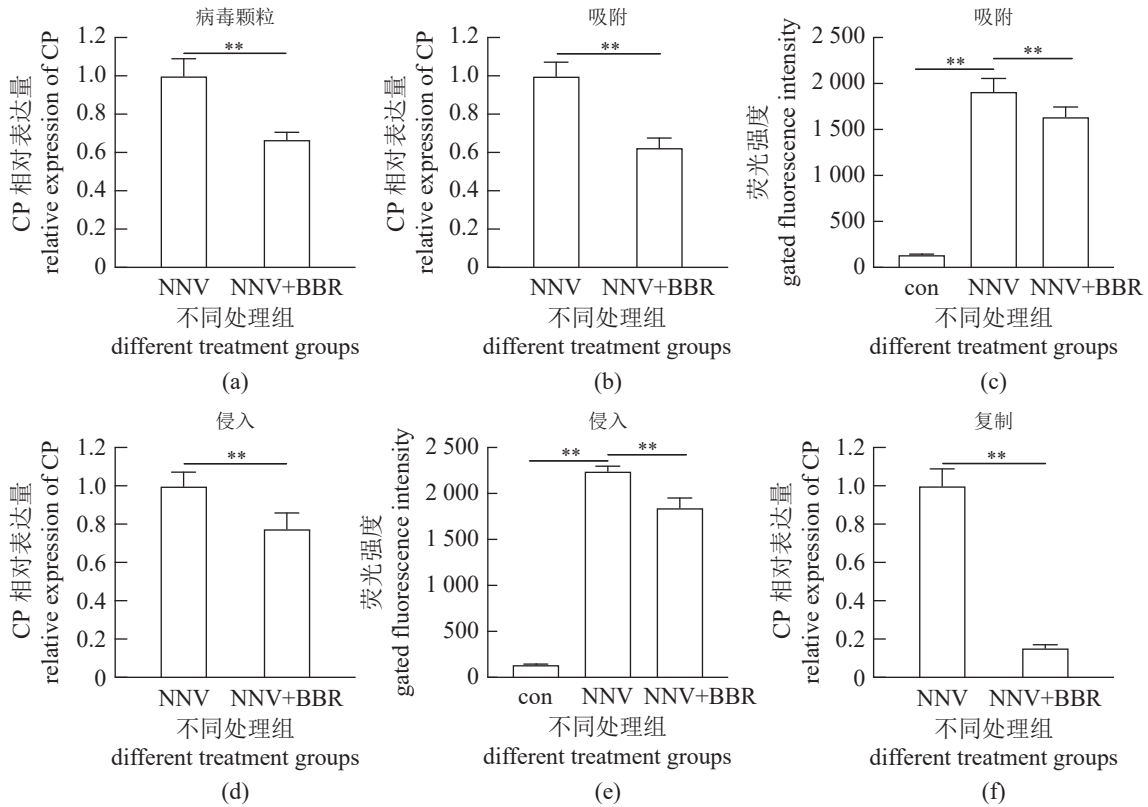 病毒颗粒
CP 相对表达量
relative expression of CP
1.2
1.0
0.8
0.6
0.4
0.2
0
**
NNV NNV+BBR
不同处理组
different treatment groups
(a)
吸附
CP 相对表达量
relative expression of CP
1.2
1.0
0.8
0.6
0.4
0.2
0
**
NNV NNV+BBR
不同处理组
different treatment groups
(b)
吸附
荧光强度
gated fluorescence intensity
2 500
2 000
1 500
1 000
500
0
** **
con NNV NNV+BBR
不同处理组
different treatment groups
(c)
侵入
CP 相对表达量
relative expression of CP
1.2
1.0
0.8
0.6
0.4
0.2
0
**
NNV NNV+BBR
不同处理组
different treatment groups
(d)
侵入
荧光强度
gated fluorescence intensity
2 500
2 000
1 500
1 000
500
0
** **
con NNV NNV+BBR
不同处理组
different treatment groups
(e)
复制
CP 相对表达量
relative expression of CP
1.2
1.0
0.8
0.6
0.4
0.2
0
**
NNV NNV+BBR
不同处理组
different treatment groups
(f)